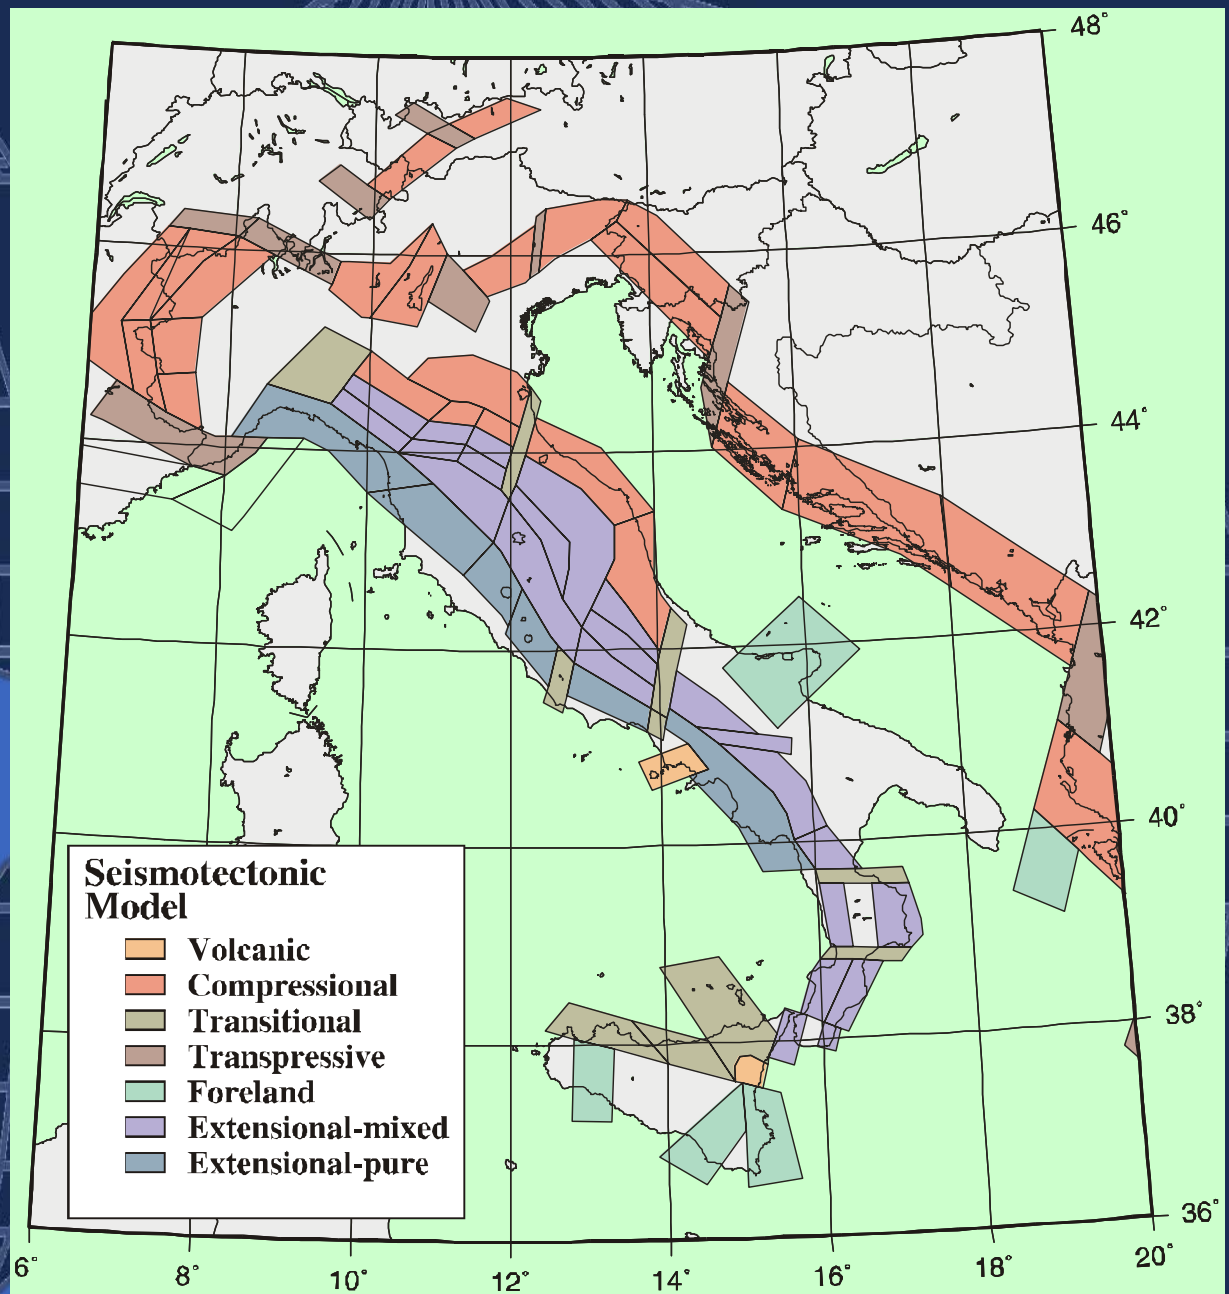 48°
46°
44°
42°
40°
38°
36°
Seismotectonic
Model
Volcanic
Compressional
Transitional
Transpressive
Foreland
Extensional-mixed
Extensional-pure
6° 8° 10° 12° 14° 16° 18° 20°